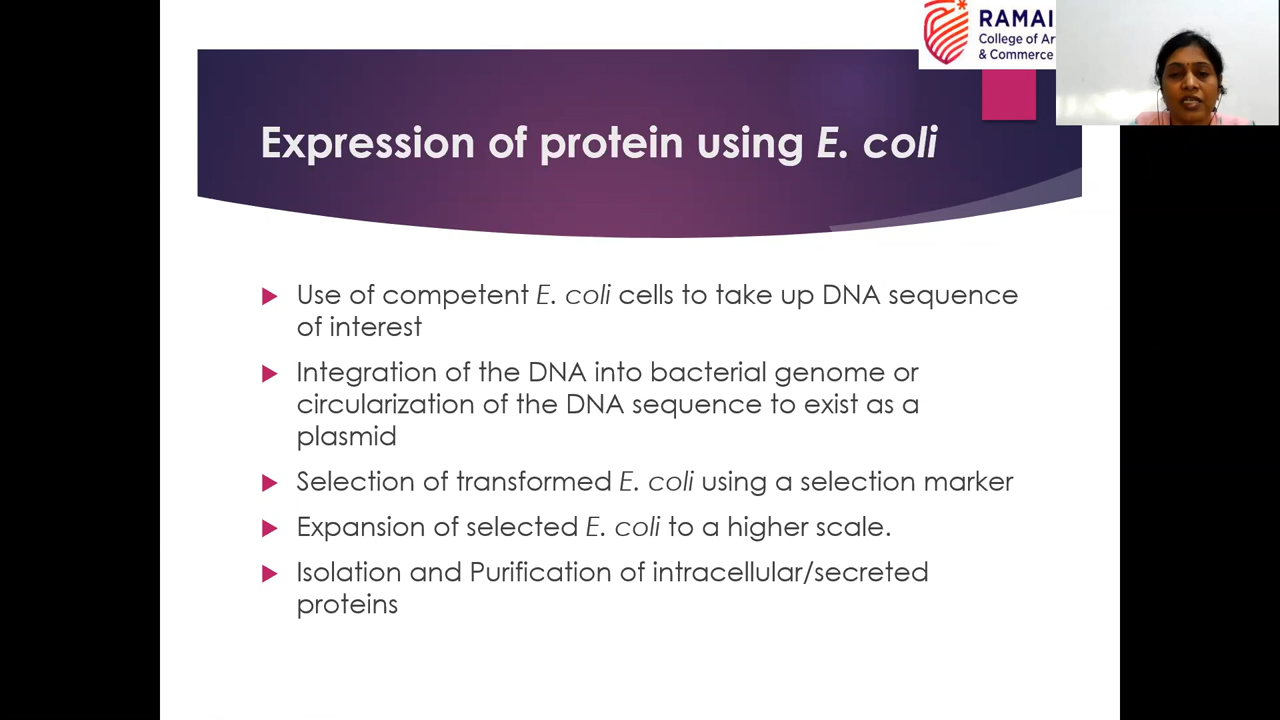 RAMAI
College of Ar
& Commerce
Expression of protein using E. coli
Use of competent E. coli cells to take up DNA sequence
of interest
Integration of the DNA into bacterial genome or
circularization of the DNA sequence to exist as a
plasmid
Selection of transformed E. coli using a selection marker
Expansion of selected E. coli to a higher scale.
Isolation and Purification of intracellular/secreted
proteins